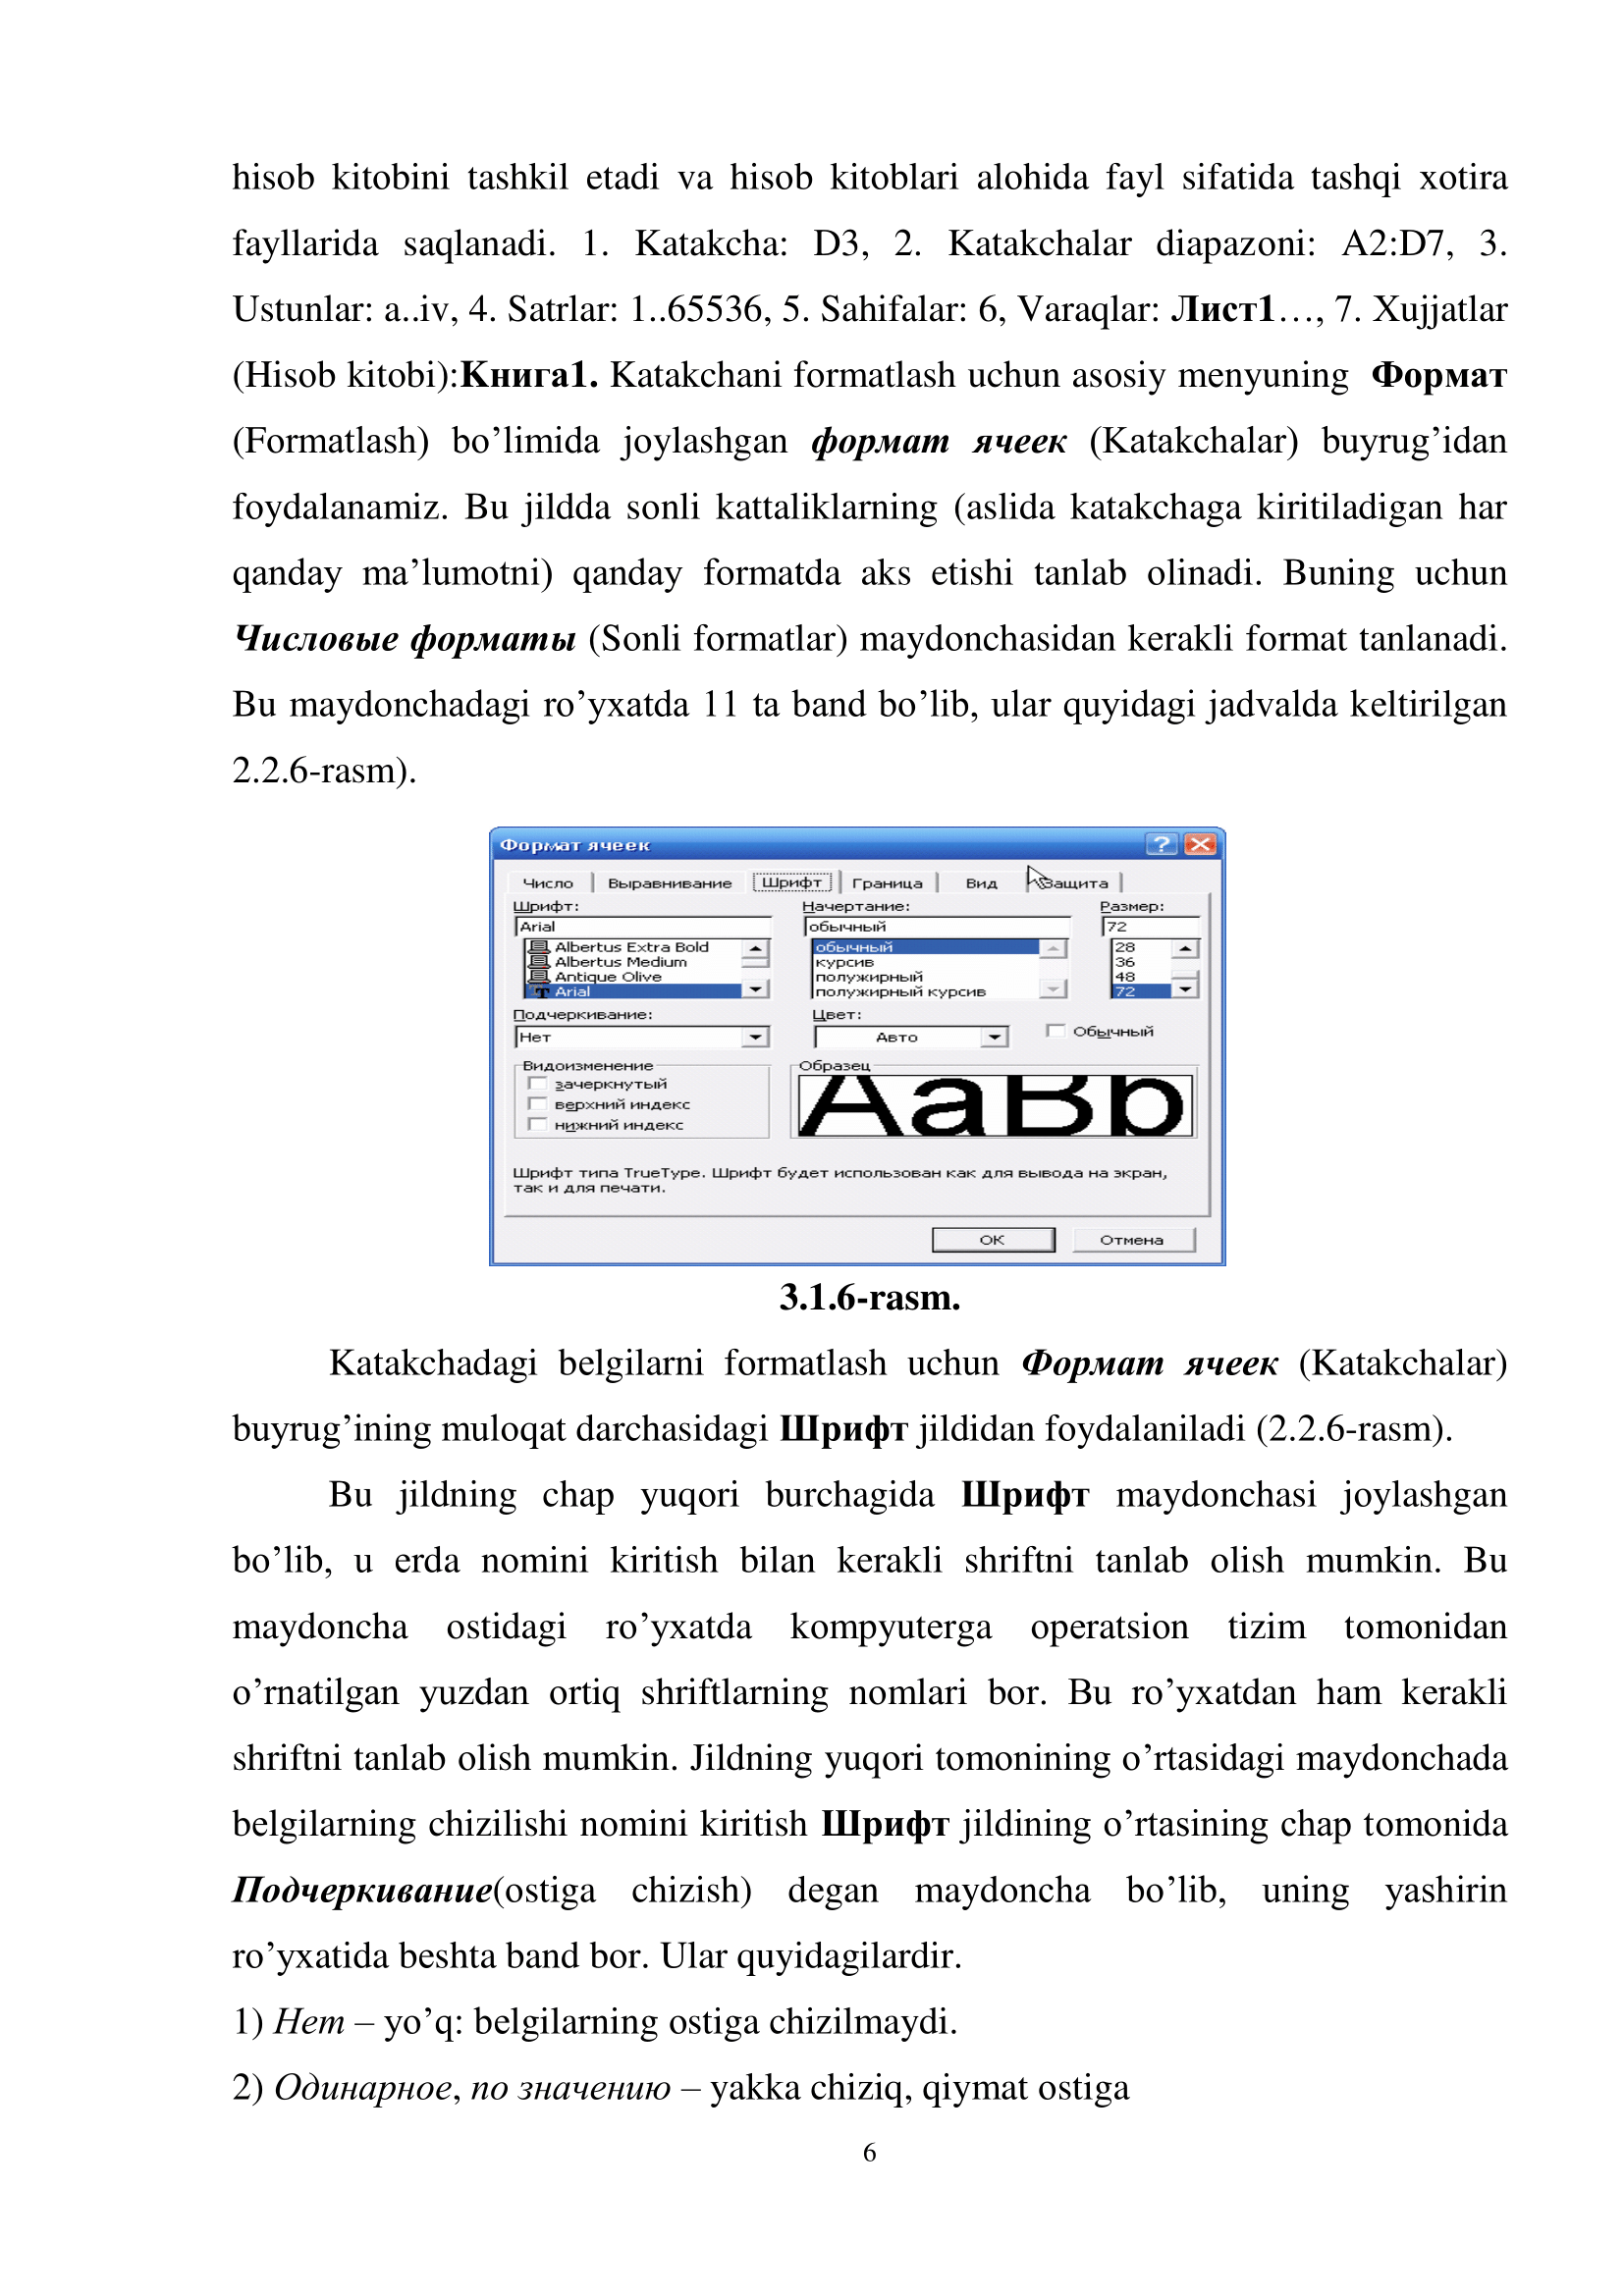 hisob kitobini tashkil etadi va hisob kitoblari alohida fayl sifatida tashqi xotira
fayllarida saqlanadi. 1. Katakcha: D3, 2. Katakchalar diapazoni: A2:D7, 3.
Ustunlar: a..iv, 4. Satrlar: 1..65536, 5. Sahifalar: 6, Varaqlar: Лист1…, 7. Xujjatlar
(Hisob kitobi):Книга1. Katakchani formatlash uchun asosiy menyuning Формат
(Formatlash) bo’limida joylashgan формат ячеек (Katakchalar) buyrug’idan
foydalanamiz. Bu jildda sonli kattaliklarning (aslida katakchaga kiritiladigan har
qanday ma’lumotni) qanday formatda aks etishi tanlab olinadi. Buning uchun
Числовые форматы (Sonli formatlar) maydonchasidan kerakli format tanlanadi.
Bu maydonchadagi ro’yxatda 11 ta band bo’lib, ular quyidagi jadvalda keltirilgan
2.2.6-rasm).
Формат ячеек
Число Выравнивание Шрифт Граница Вид Защита
Шрифт: Начертание: Размер:
Arial обычный 72
Albertus Extra Bold обычный 28
Albertus Medium курсив 36
Antique Olive полужирный 48
Arial полужирный курсив 72
Подчеркивание: Цвет:
Нет Авто Обычный
Видоизменение Образец
зачеркнутый
верхний индекс
нижний индекс
АаВb
Шрифт типа TrueType. Шрифт будет использован как для вывода на экран,
так и для печати.
ОК Отмена
3.1.6-rasm.
Katakchadagi belgilarni formatlash uchun Формат ячеек (Katakchalar)
buyrug’ining muloqat darchasidagi Шрифт jildidan foydalaniladi (2.2.6-rasm).
Bu jildning chap yuqori burchagida Шрифт maydonchasi joylashgan
bo’lib, u erda nomini kiritish bilan kerakli shriftni tanlab olish mumkin. Bu
maydoncha ostidagi ro’yxatda kompyuterga operatsion tizim tomonidan
o’rnatilgan yuzdan ortiq shriftlarning nomlari bor. Bu ro’yxatdan ham kerakli
shriftni tanlab olish mumkin. Jildning yuqori tomonining o’rtasidagi maydonchada
belgilarning chizilishi nomini kiritish Шрифт jildining o’rtasining chap tomonida
Подчеркивание(ostiga chizish) degan maydoncha bo’lib, uning yashirin
ro’yxatida beshta band bor. Ular quyidagilardir.
1) Нет – yo’q: belgilarning ostiga chizilmaydi.
2) Одинарное, по значению – yakka chiziq, qiymat ostiga
6